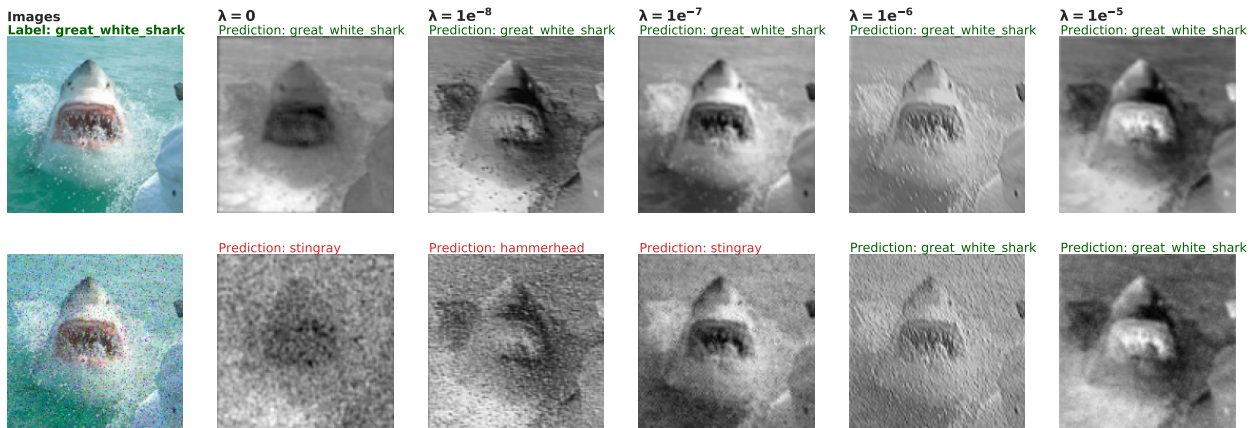 Images
Label: great_white_shark
λ = 0
Prediction: great_white_shark
λ = 1e⁻⁸
Prediction: great_white_shark
λ = 1e⁻⁷
Prediction: great_white_shark
λ = 1e⁻⁶
Prediction: great_white_shark
λ = 1e⁻⁵
Prediction: great_white_shark
Prediction: stingray
Prediction: hammerhead
Prediction: stingray
Prediction: great_white_shark
Prediction: great_white_shark